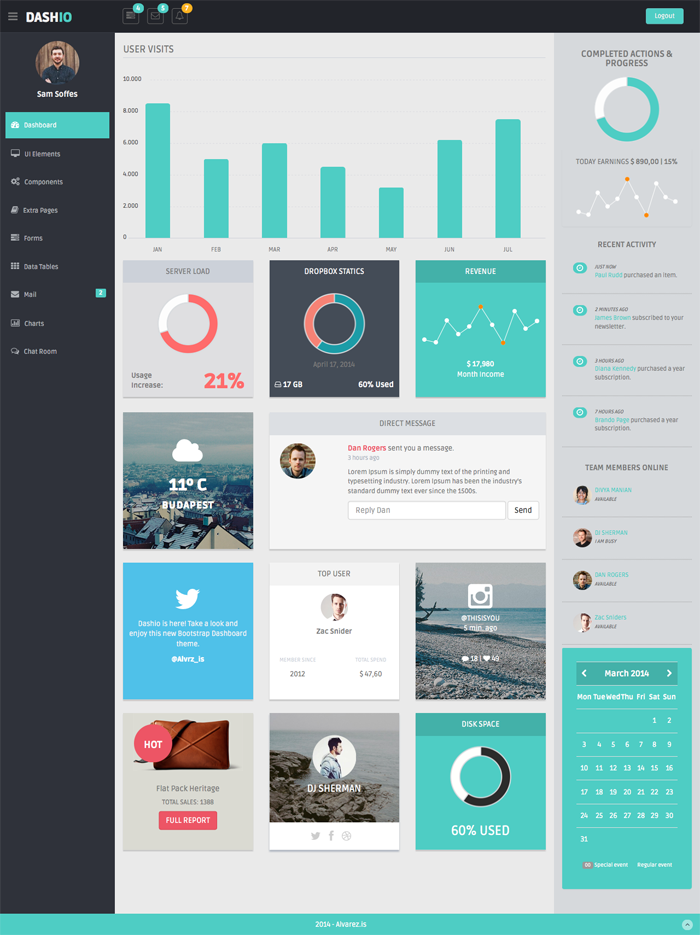 DASHIO
4
5
7
Logout
Sam Soffes
Dashboard
UI Elements
Components
Extra Pages
Forms
Data Tables
Mail
2
Charts
Chat Room
USER VISITS
10.000
8.000
6.000
4.000
2.000
0
JAN FEB MAR APR MAY JUN JUL
SERVER LOAD
Usage
Increase:
21%
DROPBOX STATICS
April 17, 2014
17 GB
60% Used
REVENUE
$ 17,980
Month Income
11º C
BUDAPEST
DIRECT MESSAGE
Dan Rogers sent you a message.
3 hours ago
Lorem Ipsum is simply dummy text of the printing and
typesetting industry. Lorem Ipsum has been the industry's
standard dummy text ever since the 1500s.
Reply Dan
Send
Dashio is here! Take a look and
enjoy this new Bootstrap Dashboard
theme.
@Alvrz_is
TOP USER
Zac Snider
MEMBER SINCE
2012
TOTAL SPEND
$ 47,60
@THISISYOU
5 min. ago
18 | 49
HOT
Flat Pack Heritage
TOTAL SALES: 1388
FULL REPORT
DJ SHERMAN
DISK SPACE
60% USED
COMPLETED ACTIONS &
PROGRESS
TODAY EARNINGS $ 890,00 | 15%
RECENT ACTIVITY
JUST NOW
Paul Rudd purchased an item.
2 MINUTES AGO
James Brown subscribed to your
newsletter.
3 HOURS AGO
Diana Kennedy purchased a year
subscription.
7 HOURS AGO
Brando Page purchased a year
subscription.
TEAM MEMBERS ONLINE
DIVYA MANIAN
AVAILABLE
DJ SHERMAN
I AM BUSY
DAN ROGERS
AVAILABLE
Zac Sniders
AVAILABLE
March 2014
Mon Tue Wed Thu Fri Sat Sun
1 2
3 4 5 6 7 8 9
10 11 12 13 14 15 16
17 18 19 20 21 22 23
24 25 26 27 28 29 30
31
00 Special event
Regular event
2014 - Alvarez.is